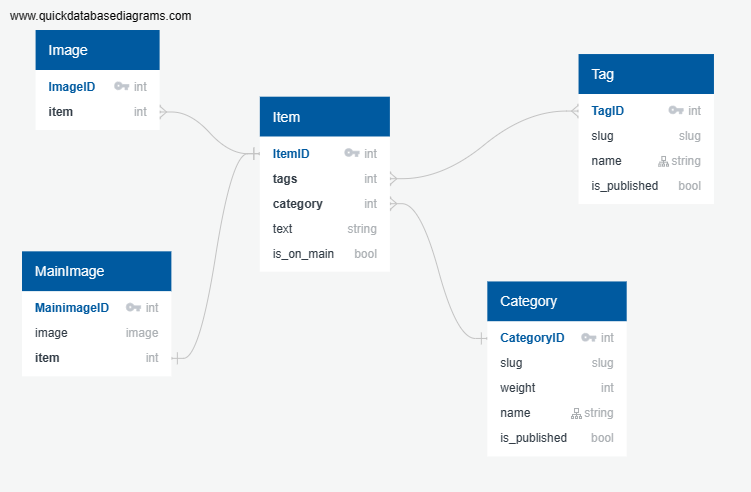 www.quickdatabasediagrams.com
Image
ImageID int
item int
Item
ItemID int
tags int
category int
text string
is_on_main bool
Tag
TagID int
slug slug
name string
is_published bool
MainImage
MainimageID int
image image
item int
Category
CategoryID int
slug slug
weight int
name string
is_published bool